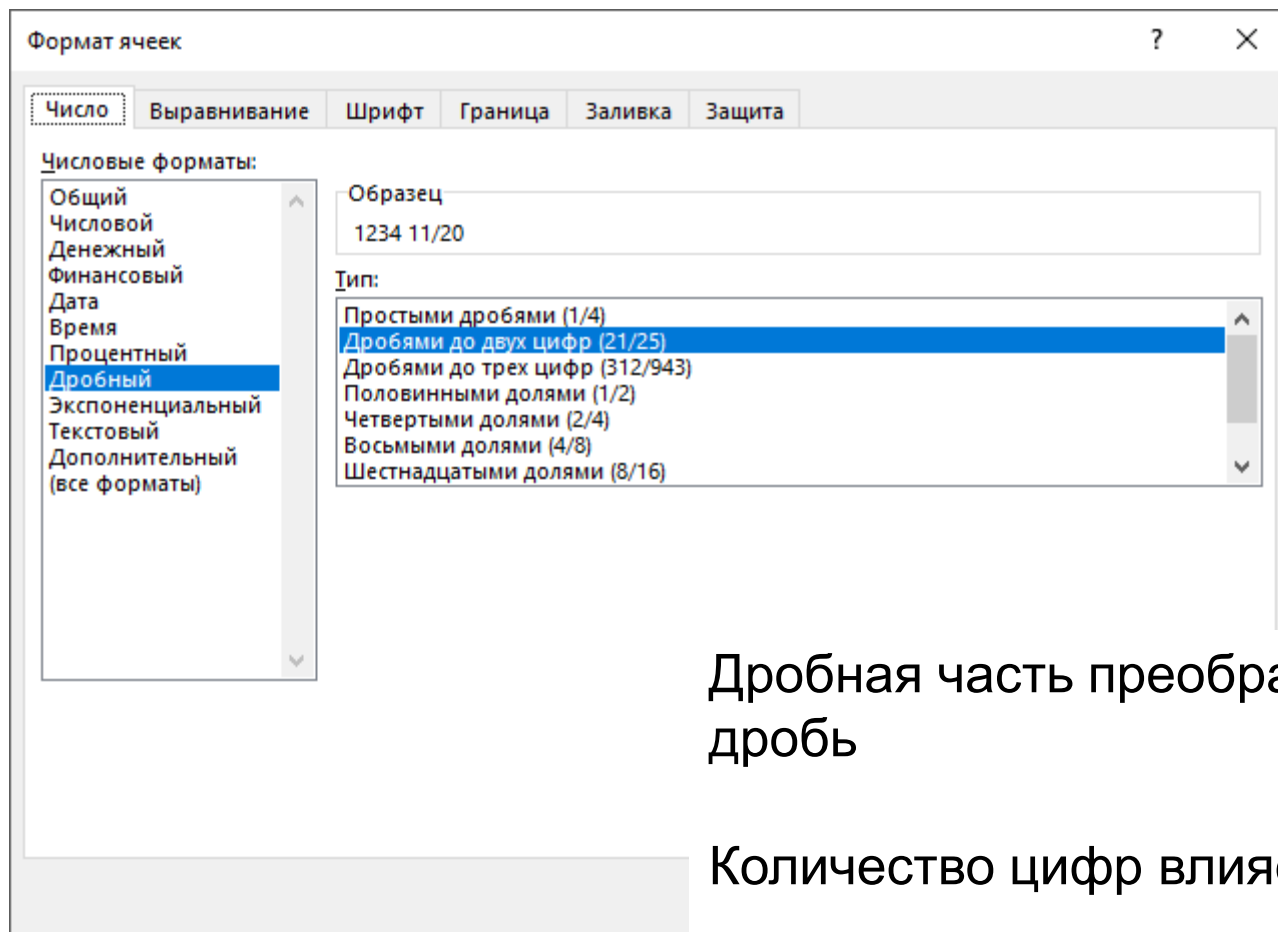 Формат ячеек ?
Число Выравнивание Шрифт Граница Заливка Защита
Числовые форматы:
Общий
Числовой
Денежный
Финансовый
Дата
Время
Процентный
Дробный
Экспоненциальный
Текстовый
Дополнительный
(все форматы)
Образец
1234 11/20
Тип:
Простыми дробями (1/4)
Дробями до двух цифр (21/25)
Дробями до трех цифр (312/943)
Половинными долями (1/2)
Четвертыми долями (2/4)
Восьмыми долями (4/8)
Шестнадцатыми долями (8/16)
Дробная часть
дробь
Количество цифр